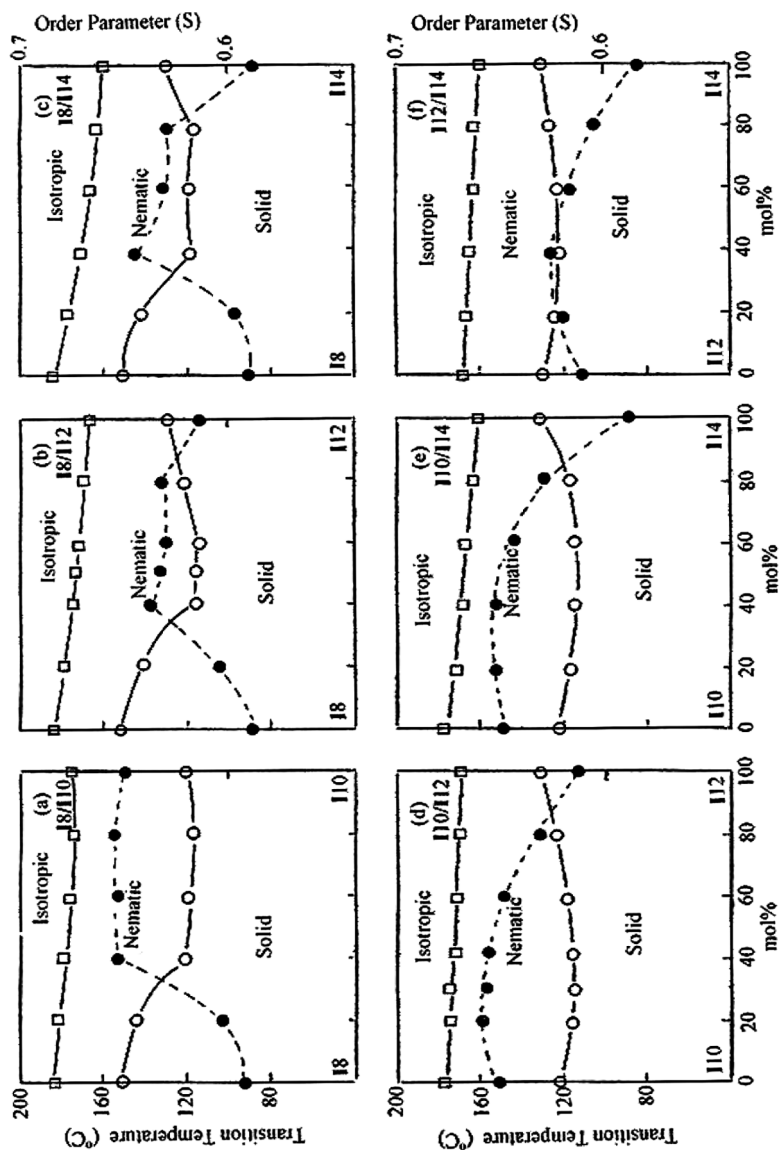 Transition Temperature (°C)
200
160
120
80
(a)
I8/I10
Isotropic
Nematic
Solid
I8
I10
(b)
I8/I12
Isotropic
Nematic
Solid
I8
I12
(c)
I8/I14
Isotropic
Nematic
Solid
I8
I14
0.7
0.6
Order Parameter (S)
Transition Temperature (°C)
200
160
120
80
(d)
I10/I12
Isotropic
Nematic
Solid
I10
I12
0 20 40 60 80 100
mol%
(e)
I10/I14
Isotropic
Nematic
Solid
I10
I14
0 20 40 60 80 100
mol%
(f)
I12/I14
Isotropic
Nematic
Solid
I12
I14
0 20 40 60 80 100
mol%
0.7
0.6
Order Parameter (S)